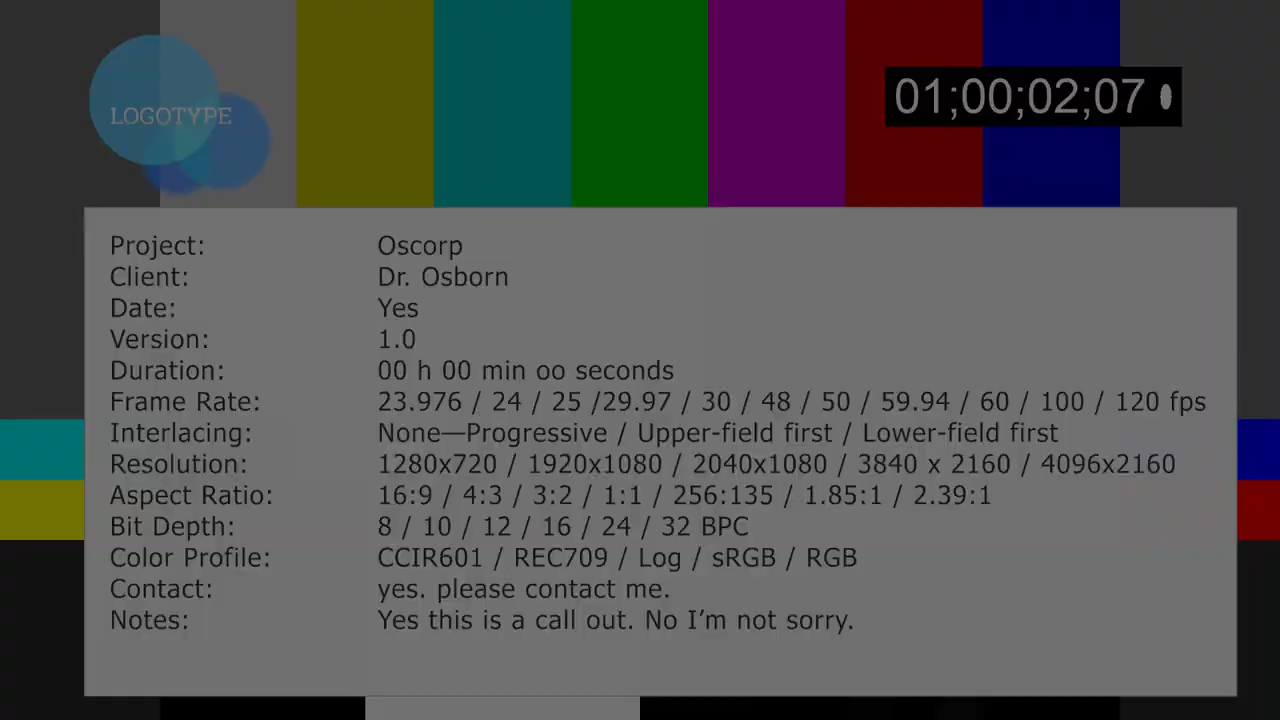 LOGOTYPE
01;00;02;07
Project: Oscorp
Client: Dr. Osborn
Date: Yes
Version: 1.0
Duration: 00 h 00 min oo seconds
Frame Rate: 23.976 / 24 / 25 /29.97 / 30 / 48 / 50 / 59.94 / 60 / 100 / 120 fps
Interlacing: None—Progressive / Upper-field first / Lower-field first
Resolution: 1280x720 / 1920x1080 / 2040x1080 / 3840 x 2160 / 4096x2160
Aspect Ratio: 16:9 / 4:3 / 3:2 / 1:1 / 256:135 / 1.85:1 / 2.39:1
Bit Depth: 8 / 10 / 12 / 16 / 24 / 32 BPC
Color Profile: CCIR601 / REC709 / Log / sRGB / RGB
Contact: yes. please contact me.
Notes: Yes this is a call out. No I’m not sorry.